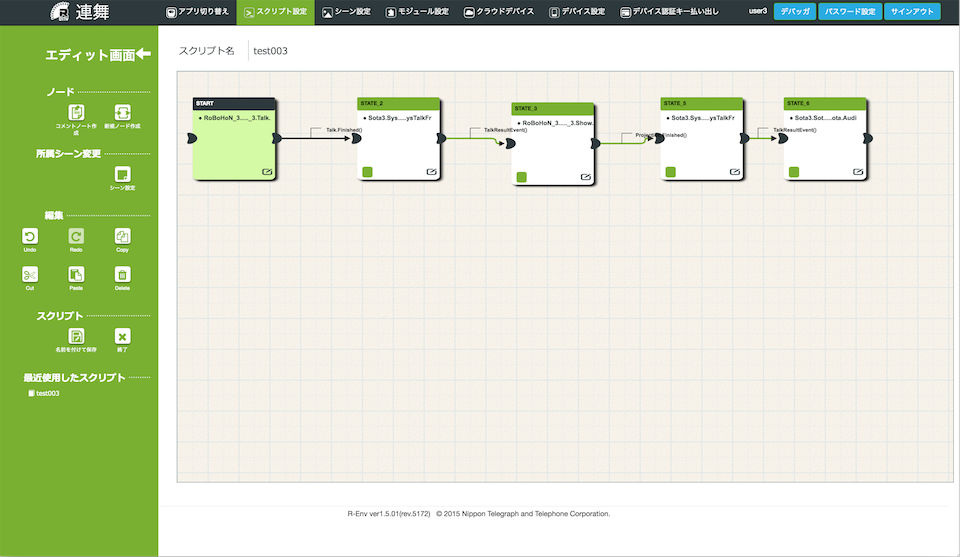 連舞
アプリ切り替え
スクリプト設定
シーン設定
モジュール設定
クラウドデバイス
デバイス設定
デバイス認証キー払い出し
user3
デバッガ
パスワード設定
サインアウト
エディット画面
ノード
コメントノート作成
新規ノード作成
所属シーン変更
シーン設定
編集
Undo
Redo
Copy
Cut
Paste
Delete
スクリプト
名前を付けて保存
終了
最近使用したスクリプト
test003
スクリプト名
test003
START
RoBoHoN_3....._3.Talk.
Talk.Finished()
STATE_2
Sota3.Sys.....ysTalkFr
TalkResultEvent()
STATE_3
RoBoHoN_3....._3.Show.
STATE_5
Sota3.Sys.....ysTalkFr
TalkResultEvent()
STATE_6
Sota3.Sot.....ota.Audi
R-Env ver1.5.01(rev.5172) © 2015 Nippon Telegraph and Telephone Corporation.